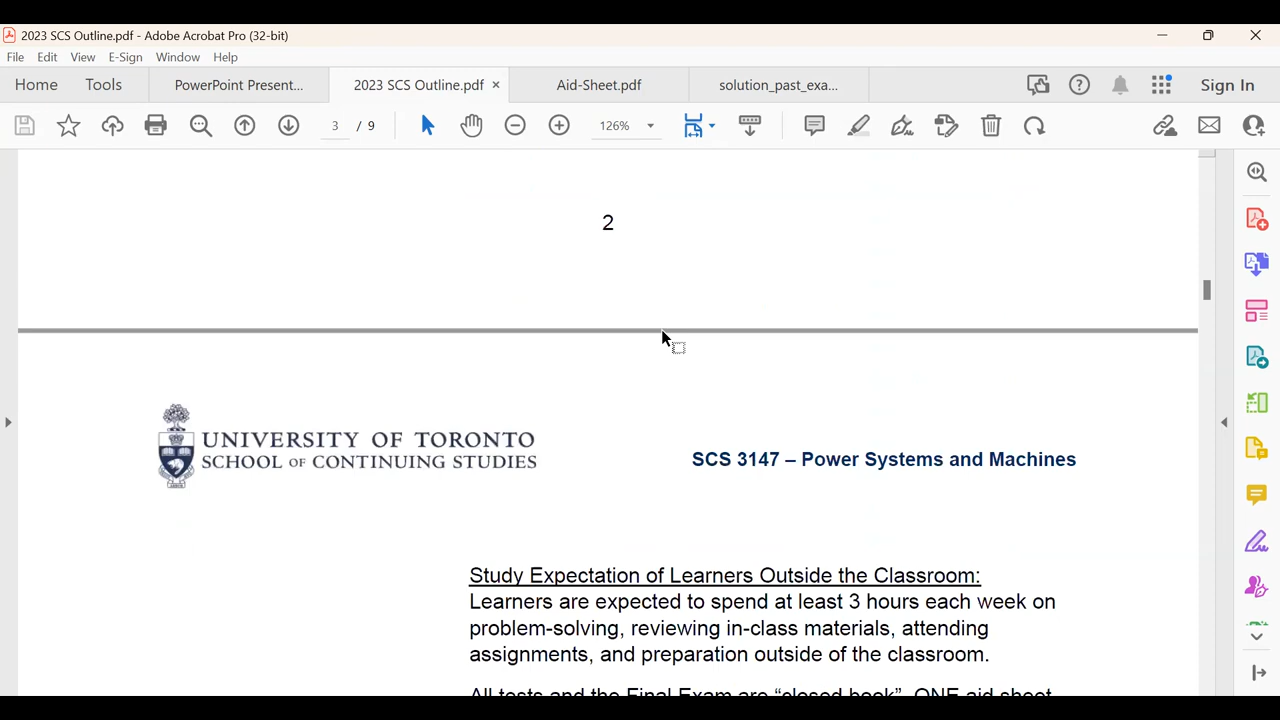 2023 SCS Outline.pdf - Adobe Acrobat Pro (32-bit)
File Edit View E-Sign Window Help
Home Tools PowerPoint Present... 2023 SCS Outline.pdf × Aid-Sheet.pdf solution_past_exa... Sign In
3 / 9 126%
2
UNIVERSITY OF TORONTO
SCHOOL OF CONTINUING STUDIES
SCS 3147 – Power Systems and Machines
Study Expectation of Learners Outside the Classroom:
Learners are expected to spend at least 3 hours each week on
problem-solving, reviewing in-class materials, attending
assignments, and preparation outside of the classroom.
All tests and the Final Exam are “closed book”. ONE aid sheet